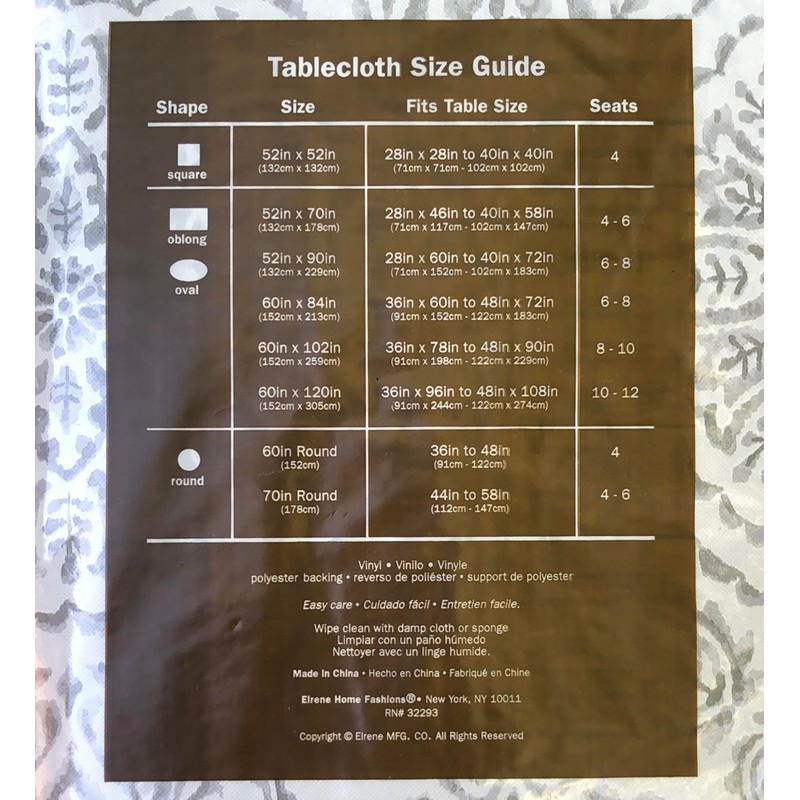 Tablecloth Size Guide
Shape Size Fits Table Size Seats
square 52in x 52in 28in x 28in to 40in x 40in 4
(132cm x 132cm) (71cm x 71cm - 102cm x 102cm)
oblong 52in x 70in 28in x 46in to 40in x 58in 4 - 6
(132cm x 178cm) (71cm x 117cm - 102cm x 147cm)
oval 52in x 90in 28in x 60in to 40in x 72in 6 - 8
(132cm x 229cm) (71cm x 152cm - 102cm x 183cm)
60in x 84in 36in x 60in to 48in x 72in 6 - 8
(152cm x 213cm) (91cm x 152cm - 122cm x 183cm)
60in x 102in 36in x 78in to 48in x 90in 8 - 10
(152cm x 259cm) (91cm x 198cm - 122cm x 229cm)
60in x 120in 36in x 96in to 48in x 108in 10 - 12
(152cm x 305cm) (91cm x 244cm - 122cm x 274cm)
round 60in Round 36in to 48in 4
(152cm) (91cm - 122cm)
70in Round 44in to 58in 4 - 6
(178cm) (112cm - 147cm)
Vinyl • Vinilo • Vinyle
polyester backing • reverso de poliéster • support de polyester
Easy care • Cuidado fácil • Entretien facile.
Wipe clean with damp cloth or sponge
Limpiar con un paño húmedo
Nettoyer avec un linge humide.
Made in China • Hecho en China • Fabriqué en Chine
Elrene Home Fashions®• New York, NY 10011
RN# 32293
Copyright © Elrene MFG. CO. All Rights Reserved